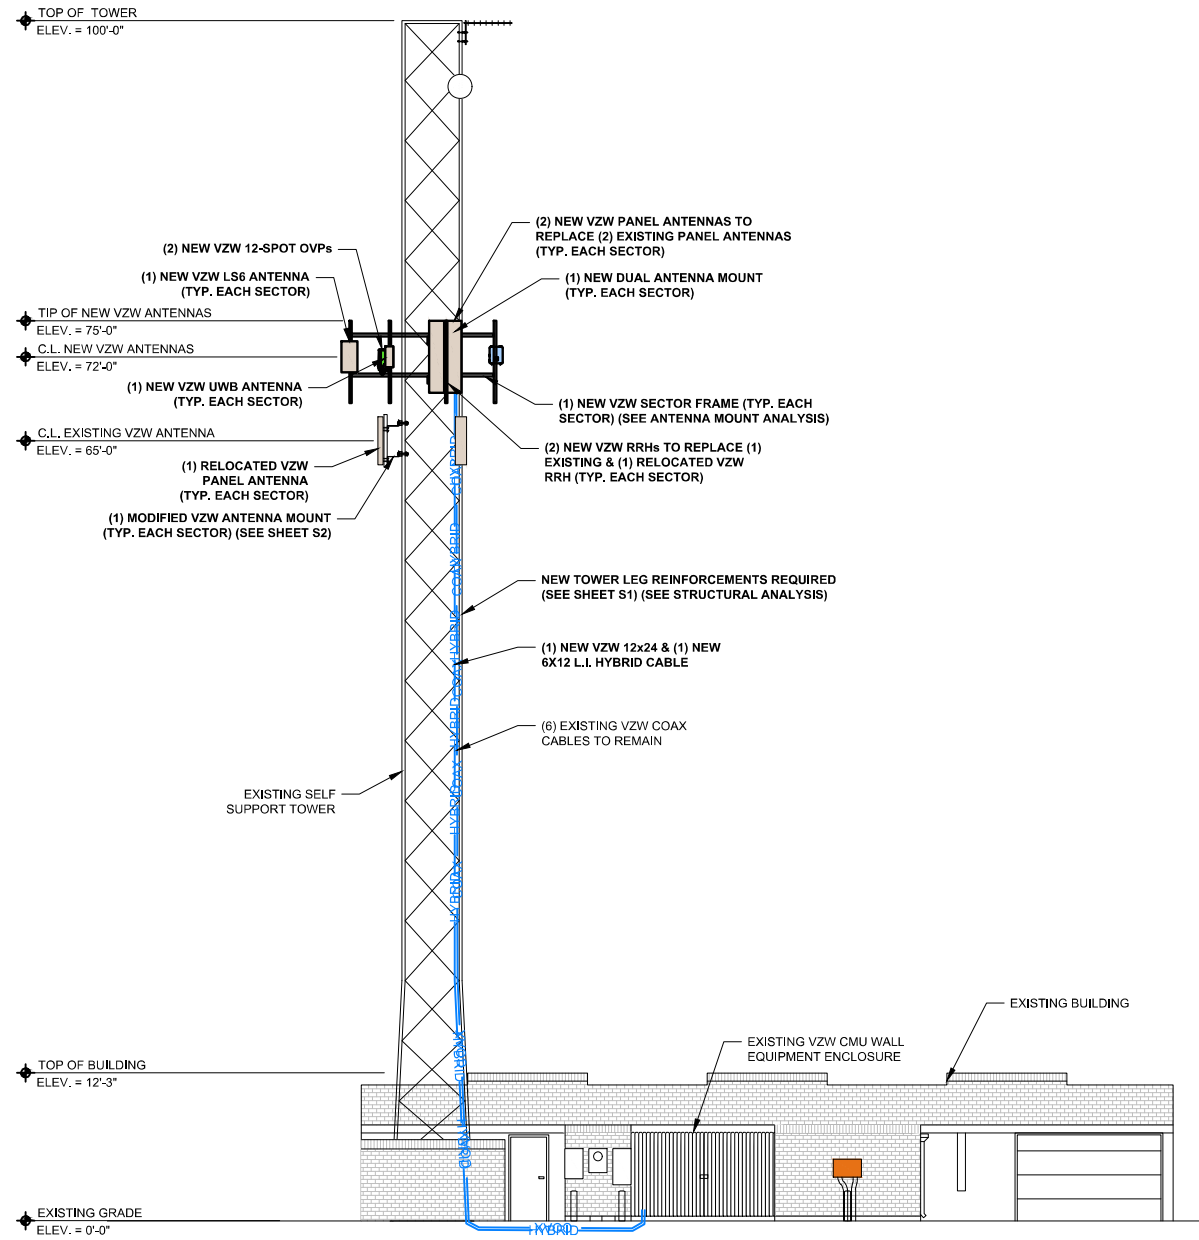 TOP OF TOWER
ELEV. = 100'-0"
(2) NEW VZW PANEL ANTENNAS TO
REPLACE (2) EXISTING PANEL ANTENNAS
(TYP. EACH SECTOR)
(2) NEW VZW 12-SPOT OVPs
(1) NEW VZW LS6 ANTENNA
(TYP. EACH SECTOR)
(1) NEW DUAL ANTENNA MOUNT
(TYP. EACH SECTOR)
TIP OF NEW VZW ANTENNAS
ELEV. = 75'-0"
C.L. NEW VZW ANTENNAS
ELEV. = 72'-0"
(1) NEW VZW UWB ANTENNA
(TYP. EACH SECTOR)
(1) NEW VZW SECTOR FRAME (TYP. EACH
SECTOR) (SEE ANTENNA MOUNT ANALYSIS)
C.L. EXISTING VZW ANTENNA
ELEV. = 65'-0"
(2) NEW VZW RRHs TO REPLACE (1)
EXISTING & (1) RELOCATED VZW
RRH (TYP. EACH SECTOR)
(1) RELOCATED VZW
PANEL ANTENNA
(TYP. EACH SECTOR)
(1) MODIFIED VZW ANTENNA MOUNT
(TYP. EACH SECTOR) (SEE SHEET S2)
NEW TOWER LEG REINFORCEMENTS REQUIRED
(SEE SHEET S1) (SEE STRUCTURAL ANALYSIS)
(1) NEW VZW 12x24 & (1) NEW
6X12 L.I. HYBRID CABLE
(6) EXISTING VZW COAX
CABLES TO REMAIN
EXISTING SELF
SUPPORT TOWER
HYBRID
HYBRID
HYBRID
EXISTING BUILDING
EXISTING VZW CMU WALL
EQUIPMENT ENCLOSURE
TOP OF BUILDING
ELEV. = 12'-3"
EXISTING GRADE
ELEV. = 0'-0"
HYBRID